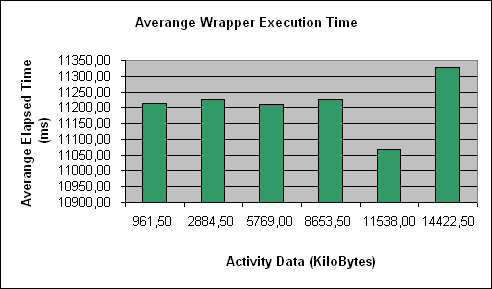 Averange Wrapper Execution Time
Averange Elapsed Time
(ms)
11350,00
11300,00
11250,00
11200,00
11150,00
11100,00
11050,00
11000,00
10950,00
10900,00
961,50 2884,50 5769,00 8653,50 11538,00 14422,50
Activity Data (KiloBytes)